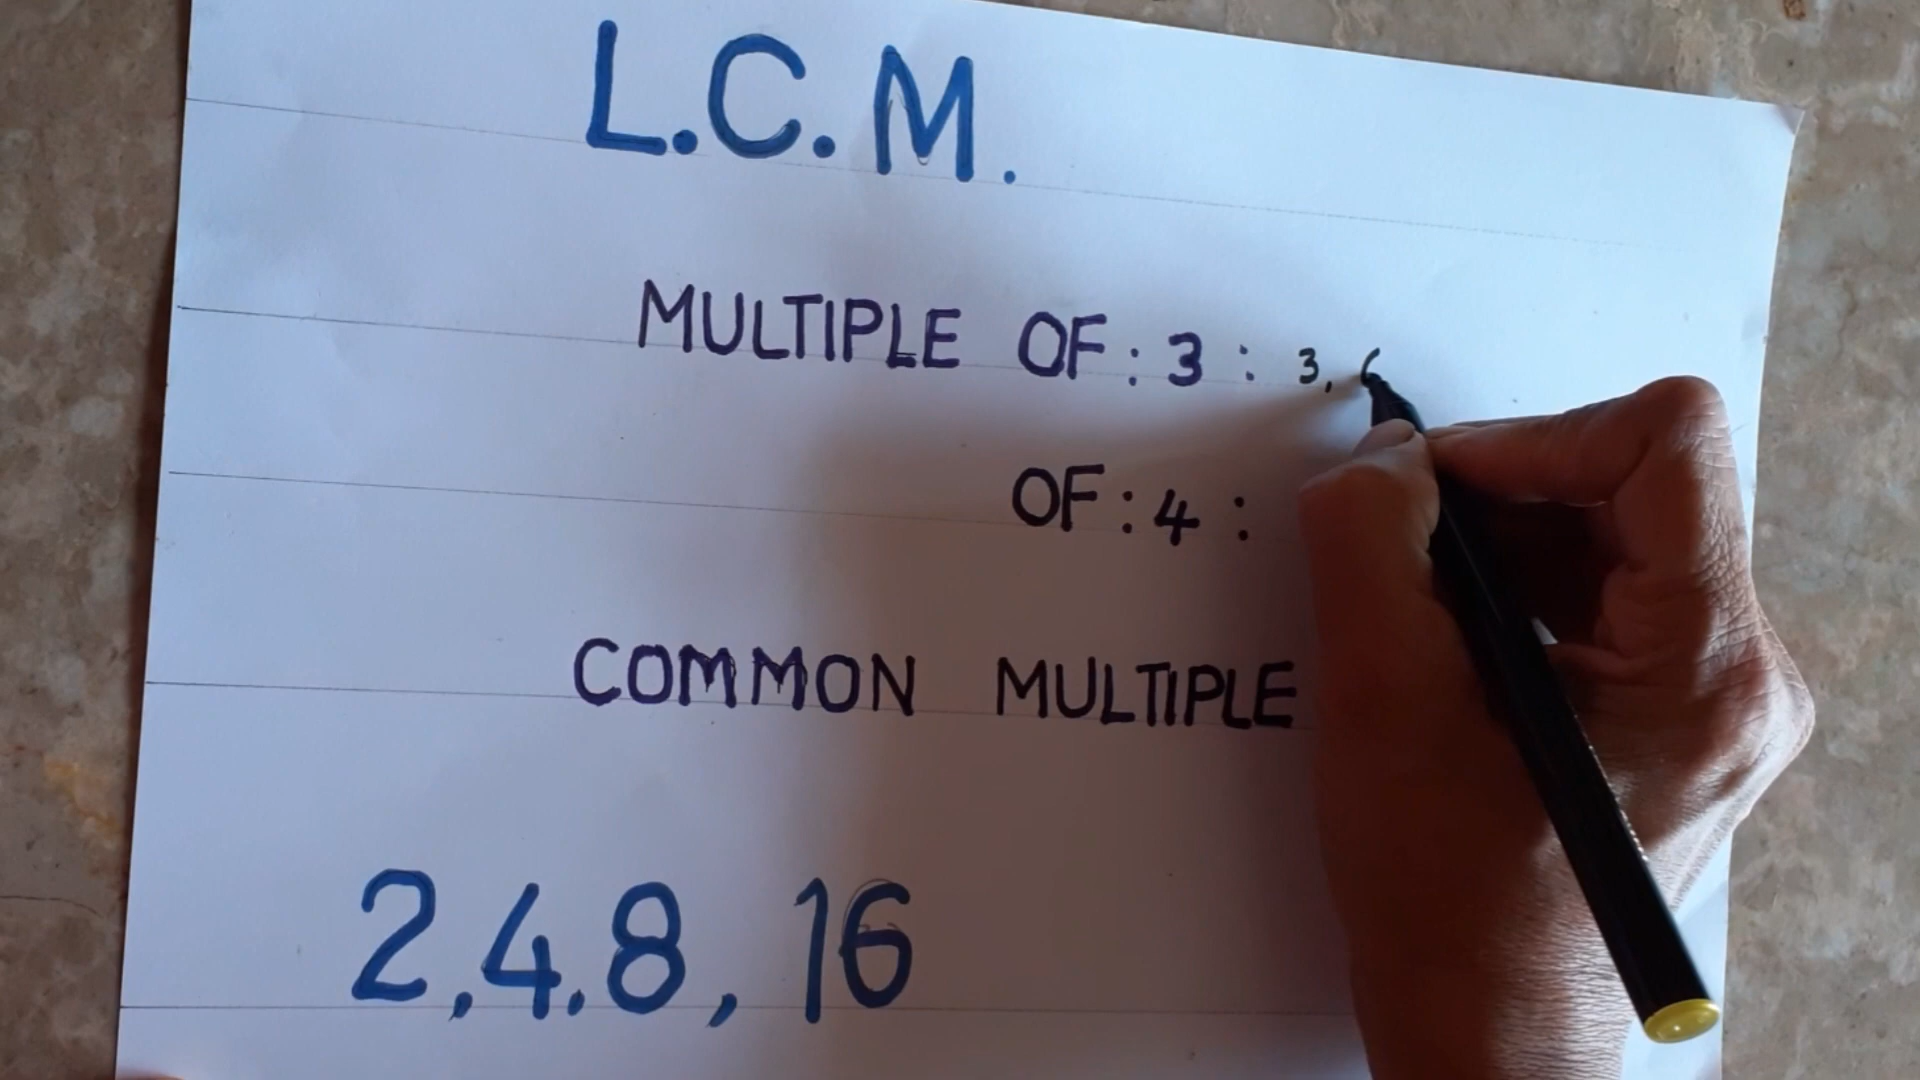 L.C.M.
MULTIPLE OF: 3 : 3,
OF: 4 :
COMMON MULTIPLE
2,4.8, 16